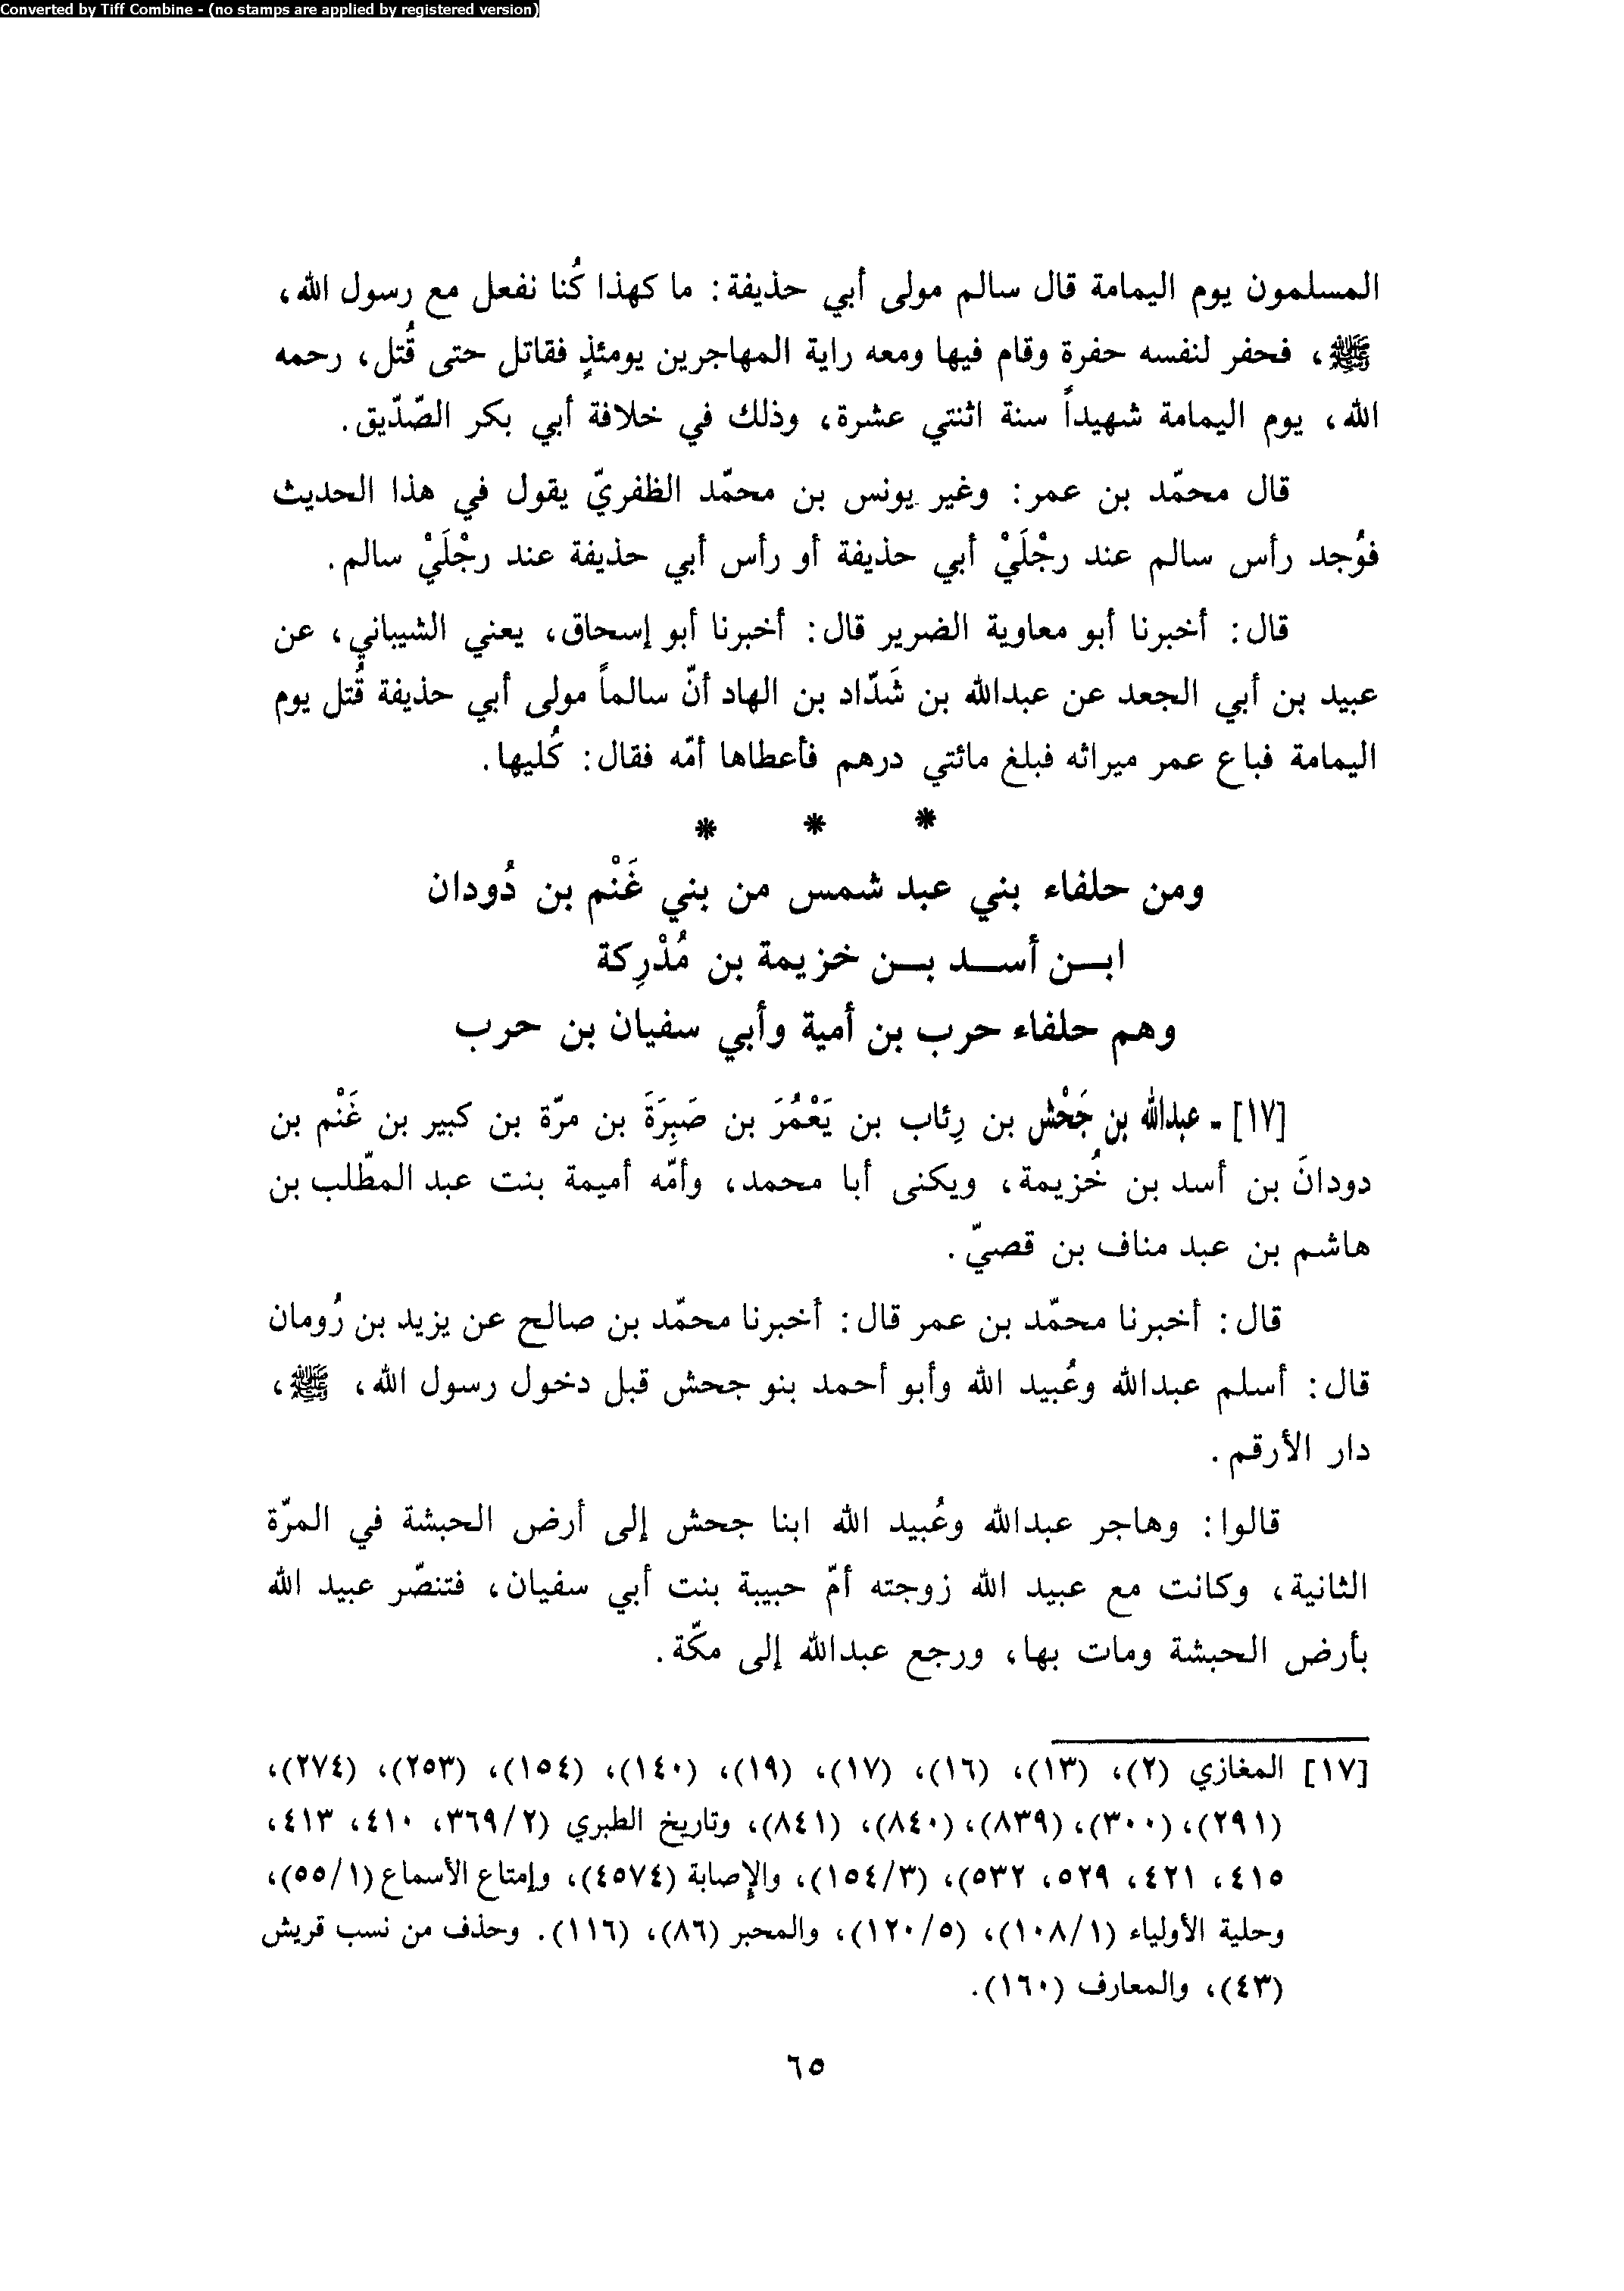 Converted by Tiff Combine - (no stamps are applied by registered version)
المسلمون يوم اليمامة قال سالم مولى أبي حذيفة: ما كهذا كُنا نفعل مع رسول الله،
ﷺ، فحفر لنفسه حفرة وقام فيها ومعه راية المهاجرين يومئذٍ فقاتل حتى قُتل، رحمه
الله، يوم اليمامة شهيداً سنة اثنتي عشرة، وذلك في خلافة أبي بكر الصّدّيق.
قال محمّد بن عمر: وغير يونس بن محمّد الظفريّ يقول في هذا الحديث
فوُجد رأس سالم عند رجْلَيْ أبي حذيفة أو رأس أبي حذيفة عند رجْلَيْ سالم.
قال: أخبرنا أبو معاوية الضرير قال: أخبرنا أبو إسحاق، يعني الشيباني، عن
عبيد بن أبي الجعد عن عبدالله بن شَدّاد بن الهاد أنّ سالماً مولى أبي حذيفة قُتل يوم
اليمامة فباع عمر ميراثه فبلغ مائتي درهم فأعطاها أمّه فقال: كُليها.
* * *
ومن حلفاء بني عبد شمس من بني غَنْم بن دُودان
ابـن أسـد بـن خزيمة بن مُدْرِكة
وهم حلفاء حرب بن أمية وأبي سفيان بن حرب
[١٧] - عبدالله بن جَحْش بن رِئاب بن يَعْمُرَ بن صَبِرَةَ بن مرّة بن كبير بن غَنْم بن
دودانَ بن أسد بن خُزيمة، ويكنى أبا محمد، وأمّه أميمة بنت عبد المطّلب بن
هاشم بن عبد مناف بن قصيّ.
قال: أخبرنا محمّد بن عمر قال: أخبرنا محمّد بن صالح عن يزيد بن رُومان
قال: أسلم عبدالله وعُبيد الله وأبو أحمد بنو جحش قبل دخول رسول الله، ﷺ،
دار الأرقم.
قالوا: وهاجر عبدالله وعُبيد الله ابنا جحش إلى أرض الحبشة في المرّة
الثانية، وكانت مع عبيد الله زوجته أمّ حبيبة بنت أبي سفيان، فتنصّر عبيد الله
بأرض الحبشة ومات بها، ورجع عبدالله إلى مكّة.
[١٧] المغازي (٢)، (١٣)، (١٦)، (١٧)، (١٩)، (١٤٠)، (١٥٤)، (٢٥٣)، (٢٧٤)،
(٢٩١)، (٣٠٠)، (٨٣٩)، (٨٤٠)، (٨٤١)، وتاريخ الطبري (٣٦٩/٢، ٤١٠، ٤١٣،
٤١٥، ٤٢١، ٥٢٩، ٥٣٢)، (١٥٤/٣)، والإصابة (٤٥٧٤)، وإمتاع الأسماع (٥٥/١)،
وحلية الأولياء (١٠٨/١)، (١٢٠/٥)، والمحبر (٨٦)، (١١٦). وحذف من نسب قريش
(٤٣)، والمعارف (١٦٠).
٦٥